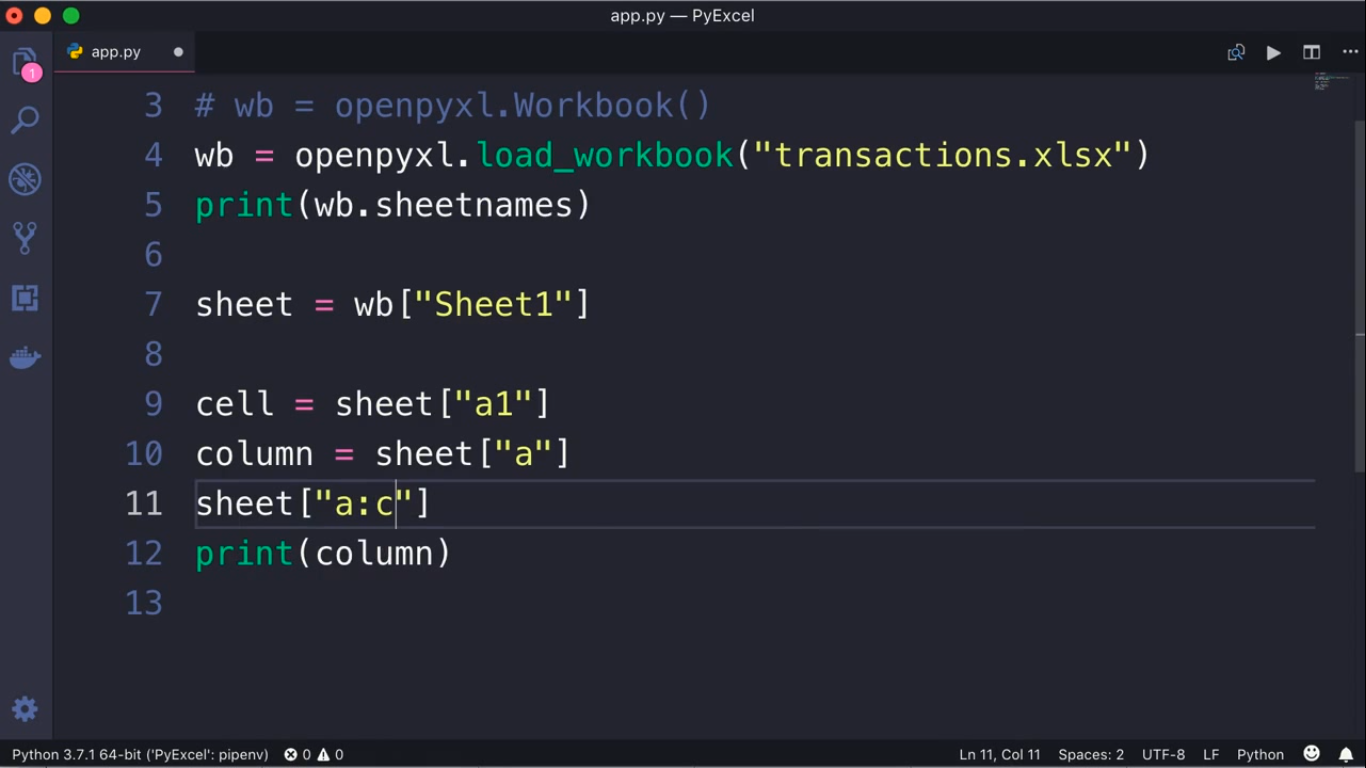 app.py — PyExcel
app.py
1
3 # wb = openpyxl.Workbook()
4 wb = openpyxl.load_workbook("transactions.xlsx")
5 print(wb.sheetnames)
6
7 sheet = wb["Sheet1"]
8
9 cell = sheet["a1"]
10 column = sheet["a"]
11 sheet["a:c"]
12 print(column)
13
Python 3.7.1 64-bit ('PyExcel': pipenv) 0 0 Ln 11, Col 11 Spaces: 2 UTF-8 LF Python